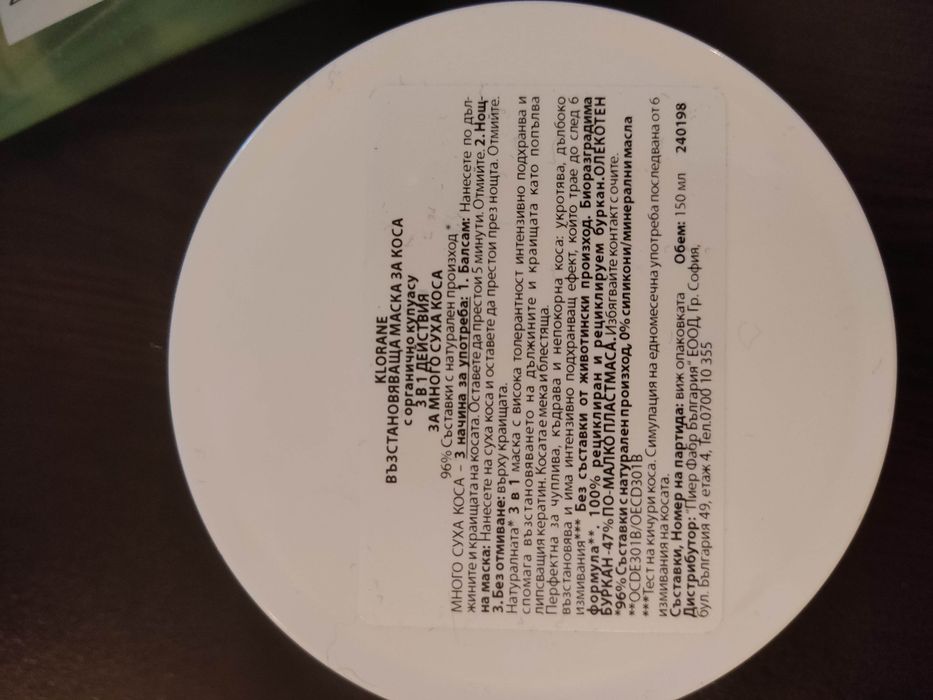 KLORANE
ВЪЗСТАНОВЯВАЩА МАСКА ЗА КОСА
с органично купуасу
3 В 1 ДЕЙСТВИЯ
ЗА МНОГО СУХА КОСА
96% Съставки с натурален произход *
МНОГО СУХА КОСА – 3 начина за употреба: 1. Балсам: Нанесете по дъл-
жините и краищата на косата. Оставете да престои 5 минути. Отмийте. 2. Нощ-
на маска: Нанесете на суха коса и оставете да престои през нощта. Отмийте.
3. Без отмиване: върху краищата.
Натуралната* 3 в 1 маска с висока толерантност интензивно подхранва и
спомага възстановяването на дължините и краищата като попълва
липсващия кератин. Косата е мека и блестяща.
Перфектна за чуплива, къдрава и непокорна коса: укротява, дълбоко
възстановява и има интензивно подхранващ ефект, който трае до след 6
измивания*** Без съставки от животински произход. Биоразградима
формула**. 100% рециклиран и рециклируем буркан.ОЛЕКОТЕН
БУРКАН -47% ПО-МАЛКО ПЛАСТМАСА.Избягвайте контакт с очите.
*96% Съставки с натурален произход, 0% силикони/минерални масла
**OCDE301B/OECD301B
***Тест на кичури коса. Симулация на едномесечна употреба последвана от 6
измивания на косата.
Съставки, Номер на партида: виж опаковката Обем: 150 мл 240198
Дистрибутор: "Пиер Фабр България" ЕООД, Гр. София,
бул. България 49, етаж 4, Тел.0700 10 355